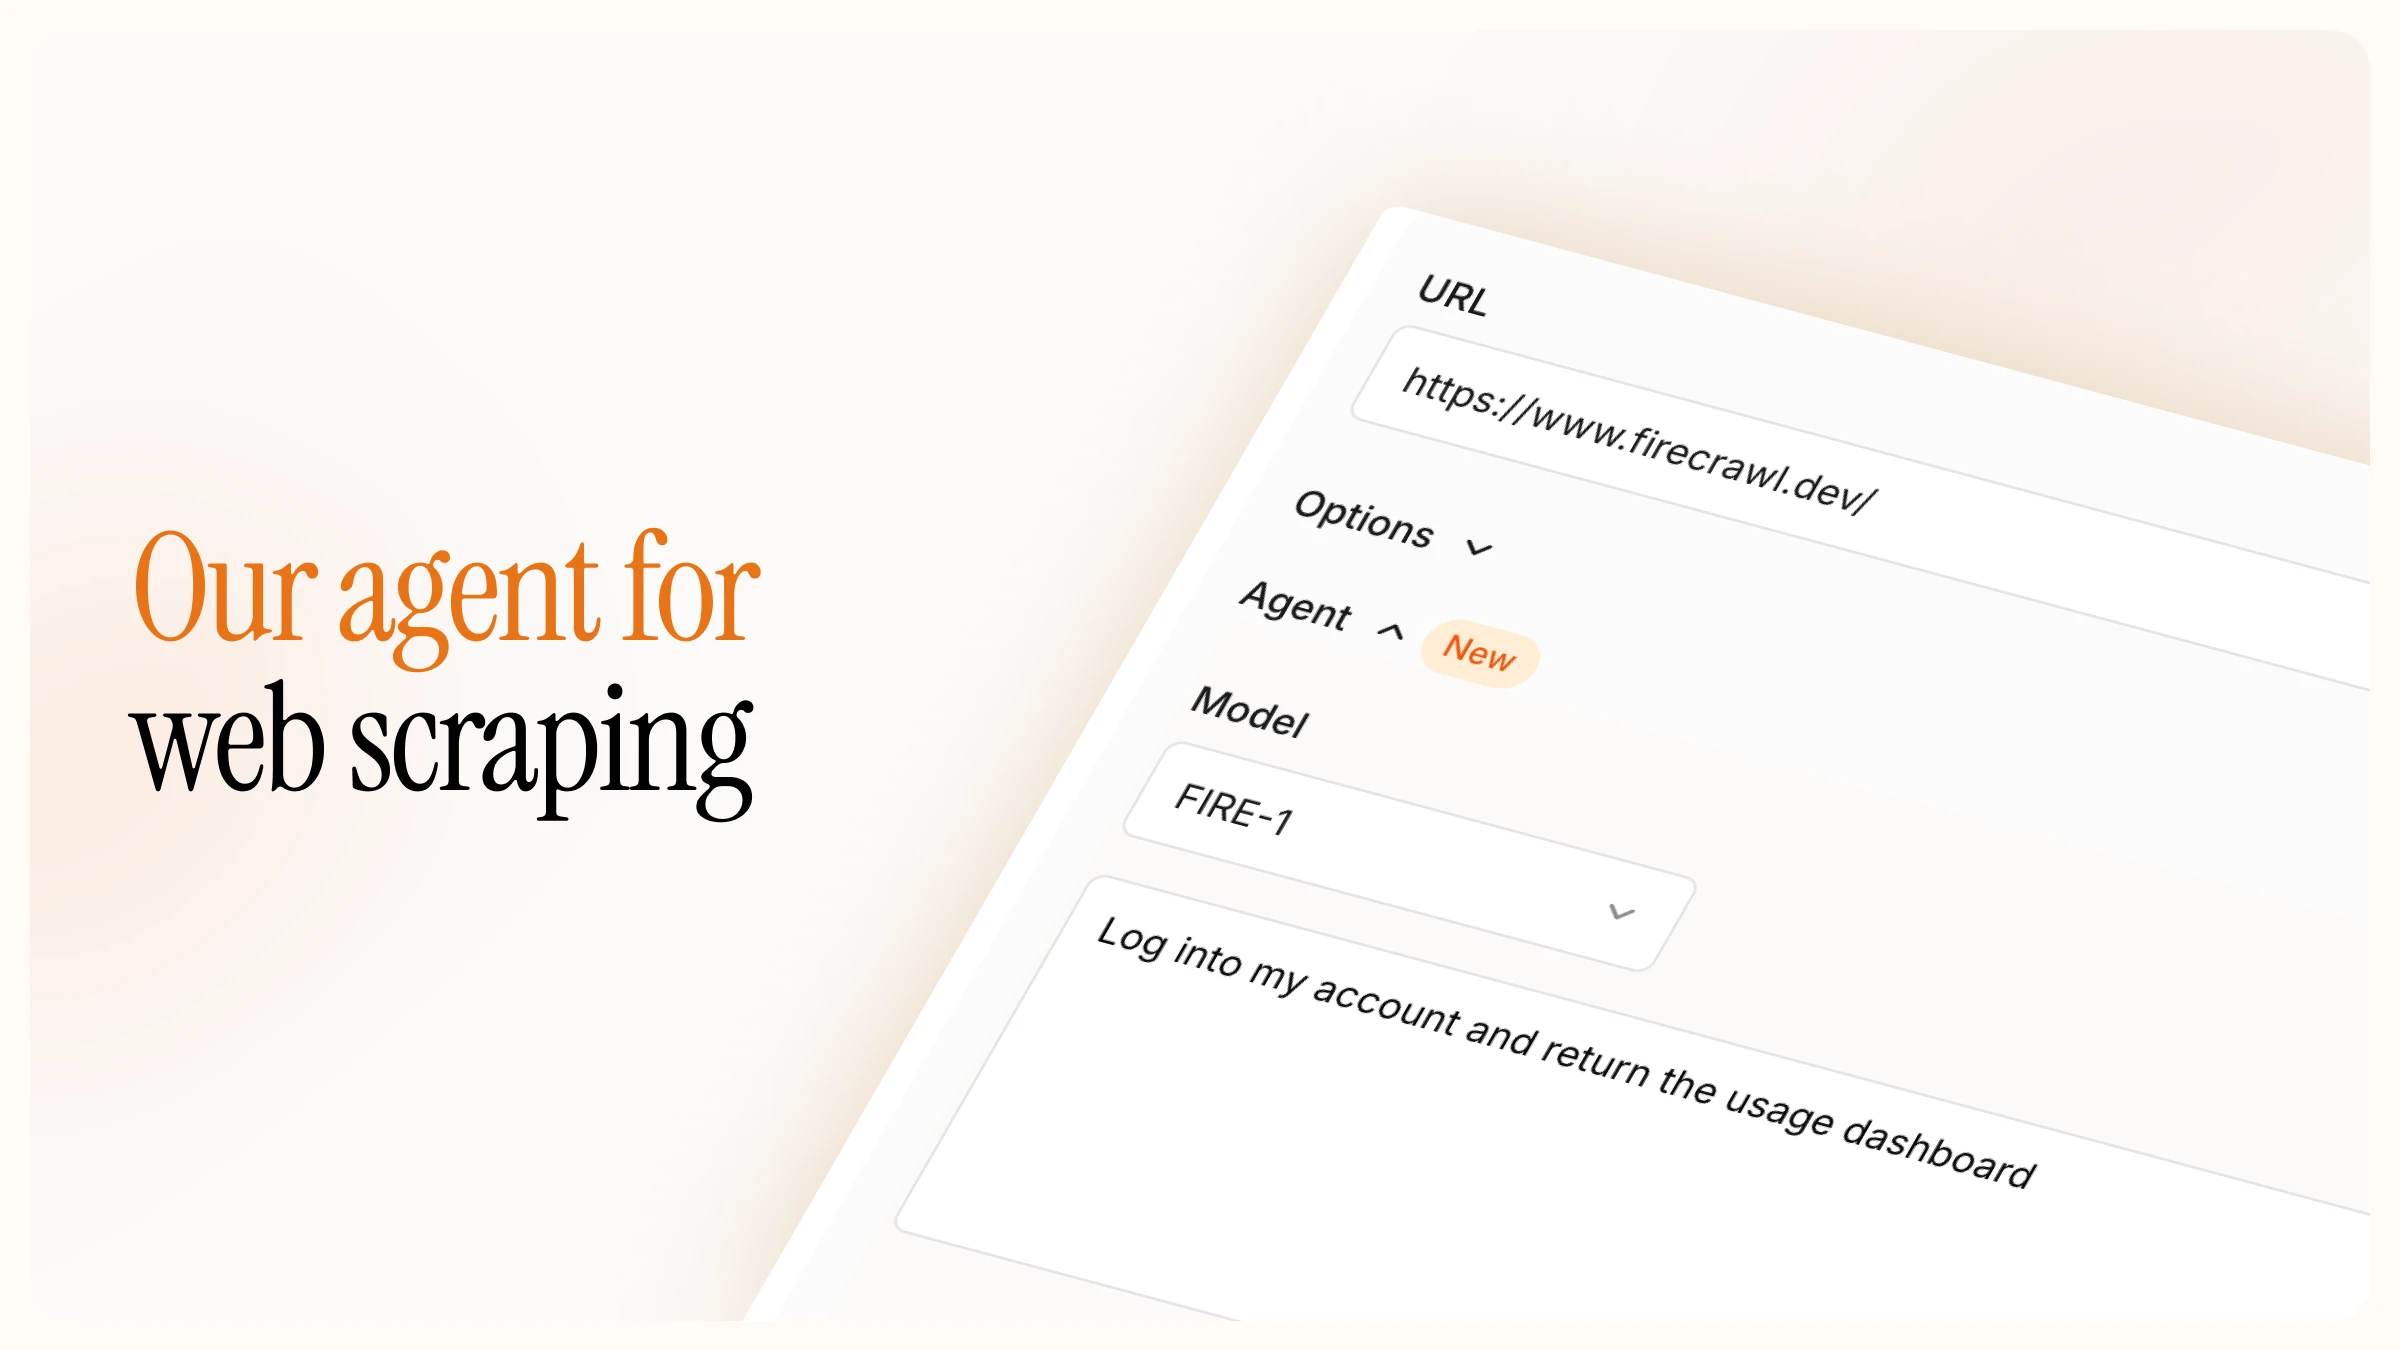 Our agent for
web scraping
URL
https://www.firecrawl.dev/
Options
Agent New
Model
FIRE-1
Log into my account and return the usage dashboard